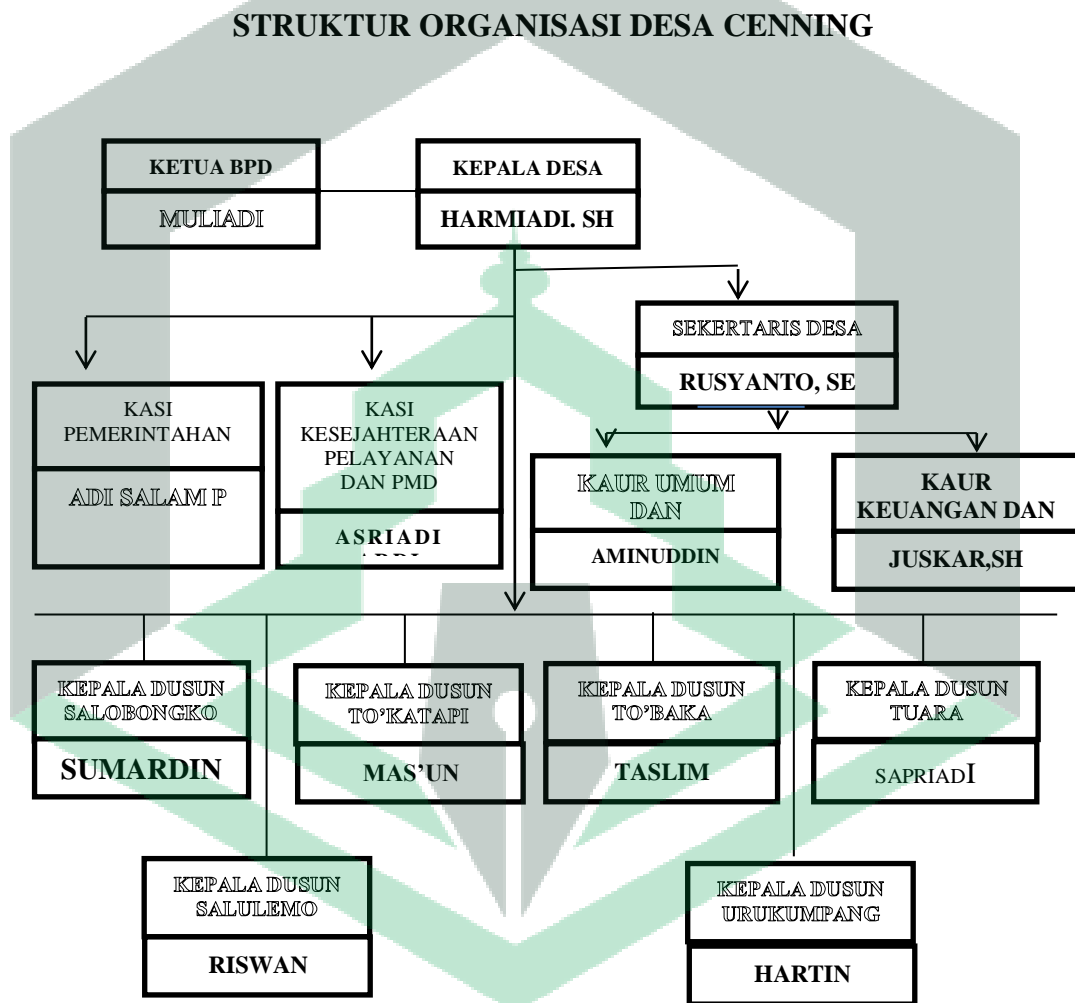 STRUKTUR ORGANISASI DESA CENNING
KETUA BPD
MULIADI
KEPALA DESA
HARMIADI. SH
SEKERTARIS DESA
RUSYANTO, SE
KASI
PEMERINTAHAN
ADI SALAM P
KASI
KESEJAHTERAAN
PELAYANAN
DAN PMD
ASRIADI
KAUR UMUM
DAN
AMINUDDIN
KAUR
KEUANGAN DAN
JUSKAR,SH
KEPALA DUSUN
SALOBONGKO
SUMARDIN
KEPALA DUSUN
TO’KATAPI
MAS’UN
KEPALA DUSUN
TO’BAKA
TASLIM
KEPALA DUSUN
TUARA
SAPRIADI
KEPALA DUSUN
SALULEMO
RISWAN
KEPALA DUSUN
URUKUMPANG
HARTIN